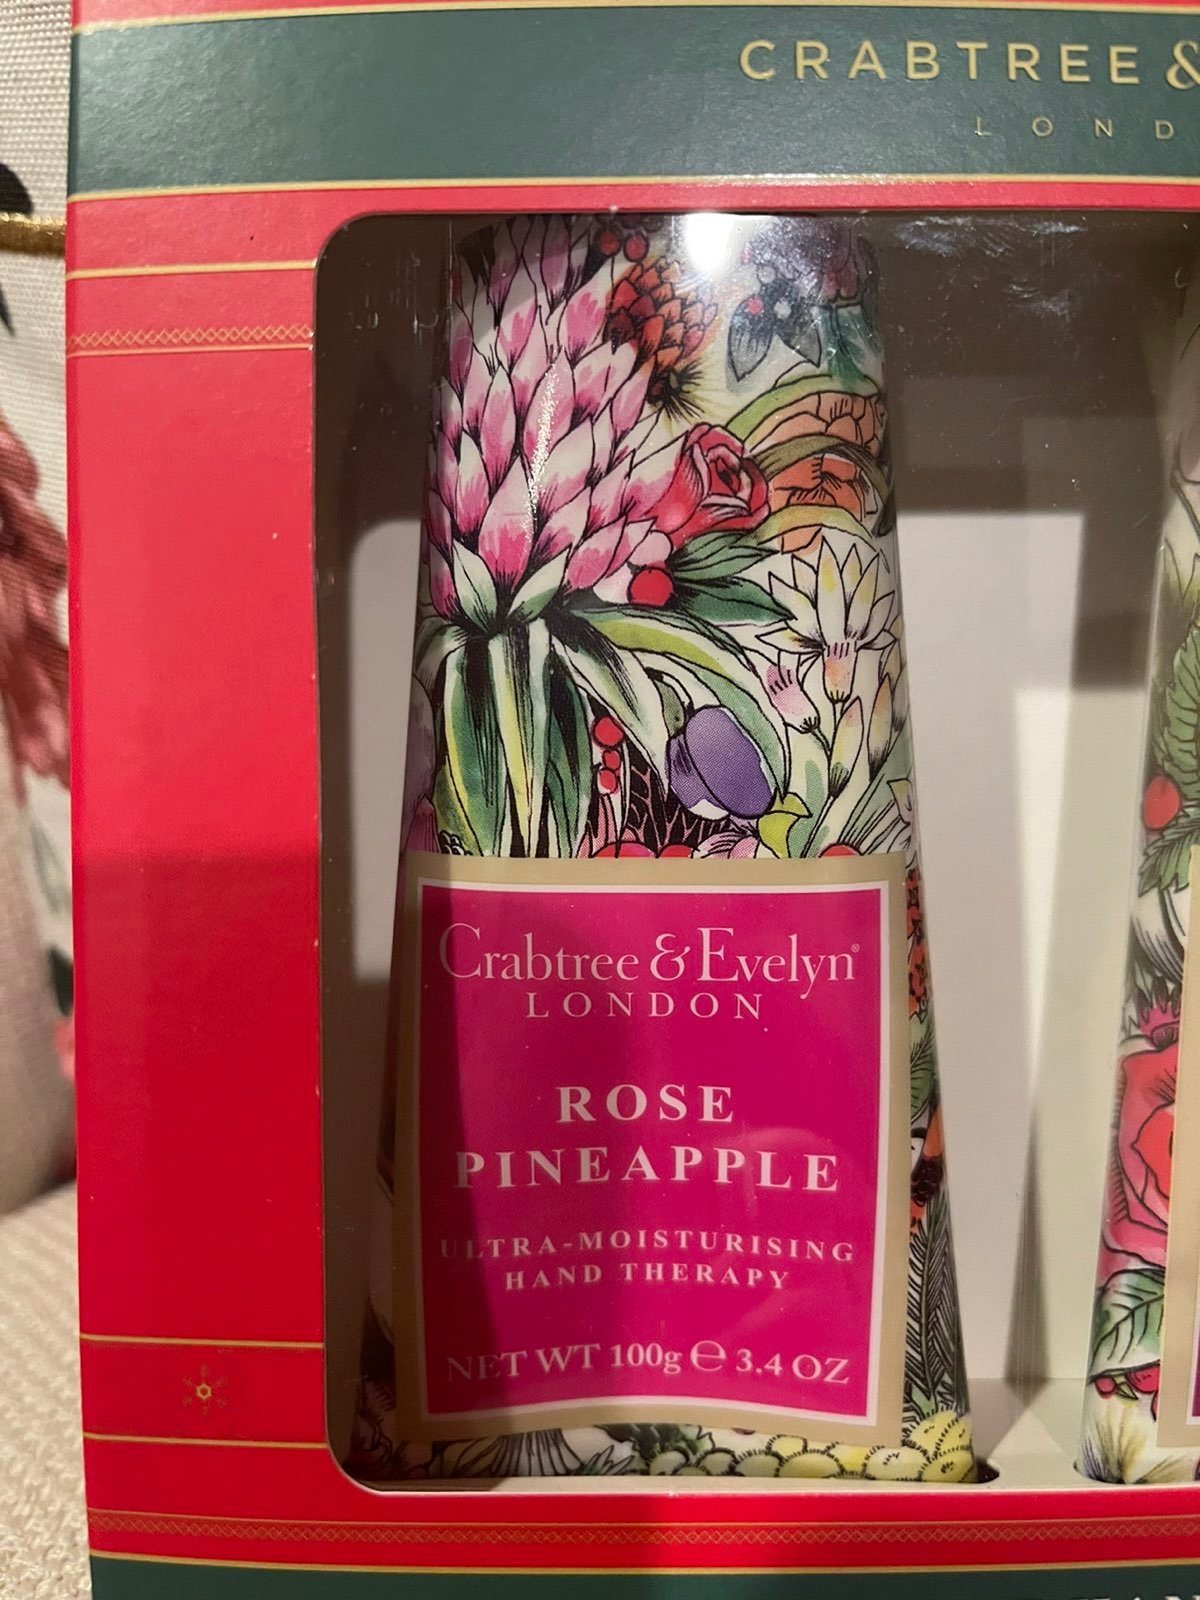 CRABTREE &
LOND
Crabtree & Evelyn®
LONDON
ROSE
PINEAPPLE
ULTRA-MOISTURISING
HAND THERAPY
NET WT 100g ℮ 3.4 OZ